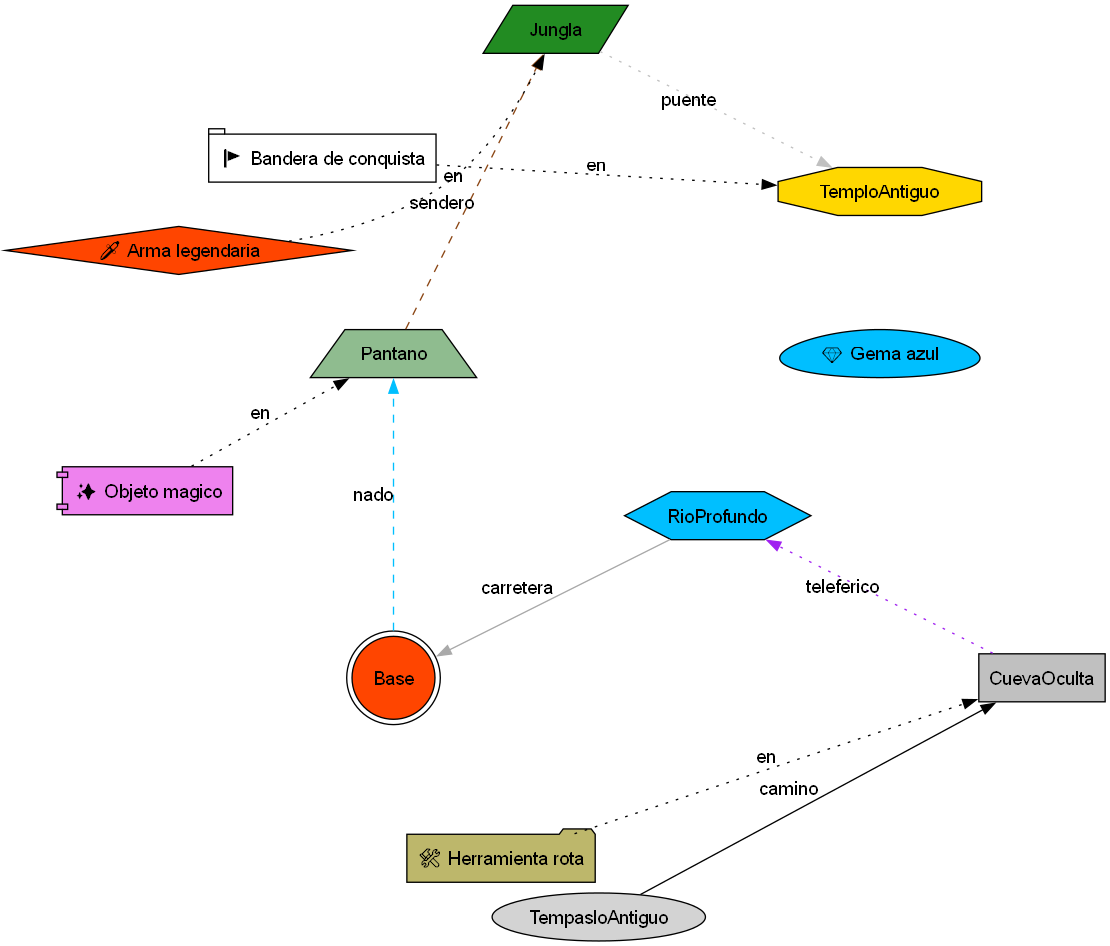 Jungla
puente
Bandera de conquista
en
en
TemploAntiguo
sendero
Arma legendaria
Pantano
Gema azul
en
Objeto magico
nado
RioProfundo
carretera
teleferico
Base
CuevaOculta
en
camino
Herramienta rota
TempasloAntiguo